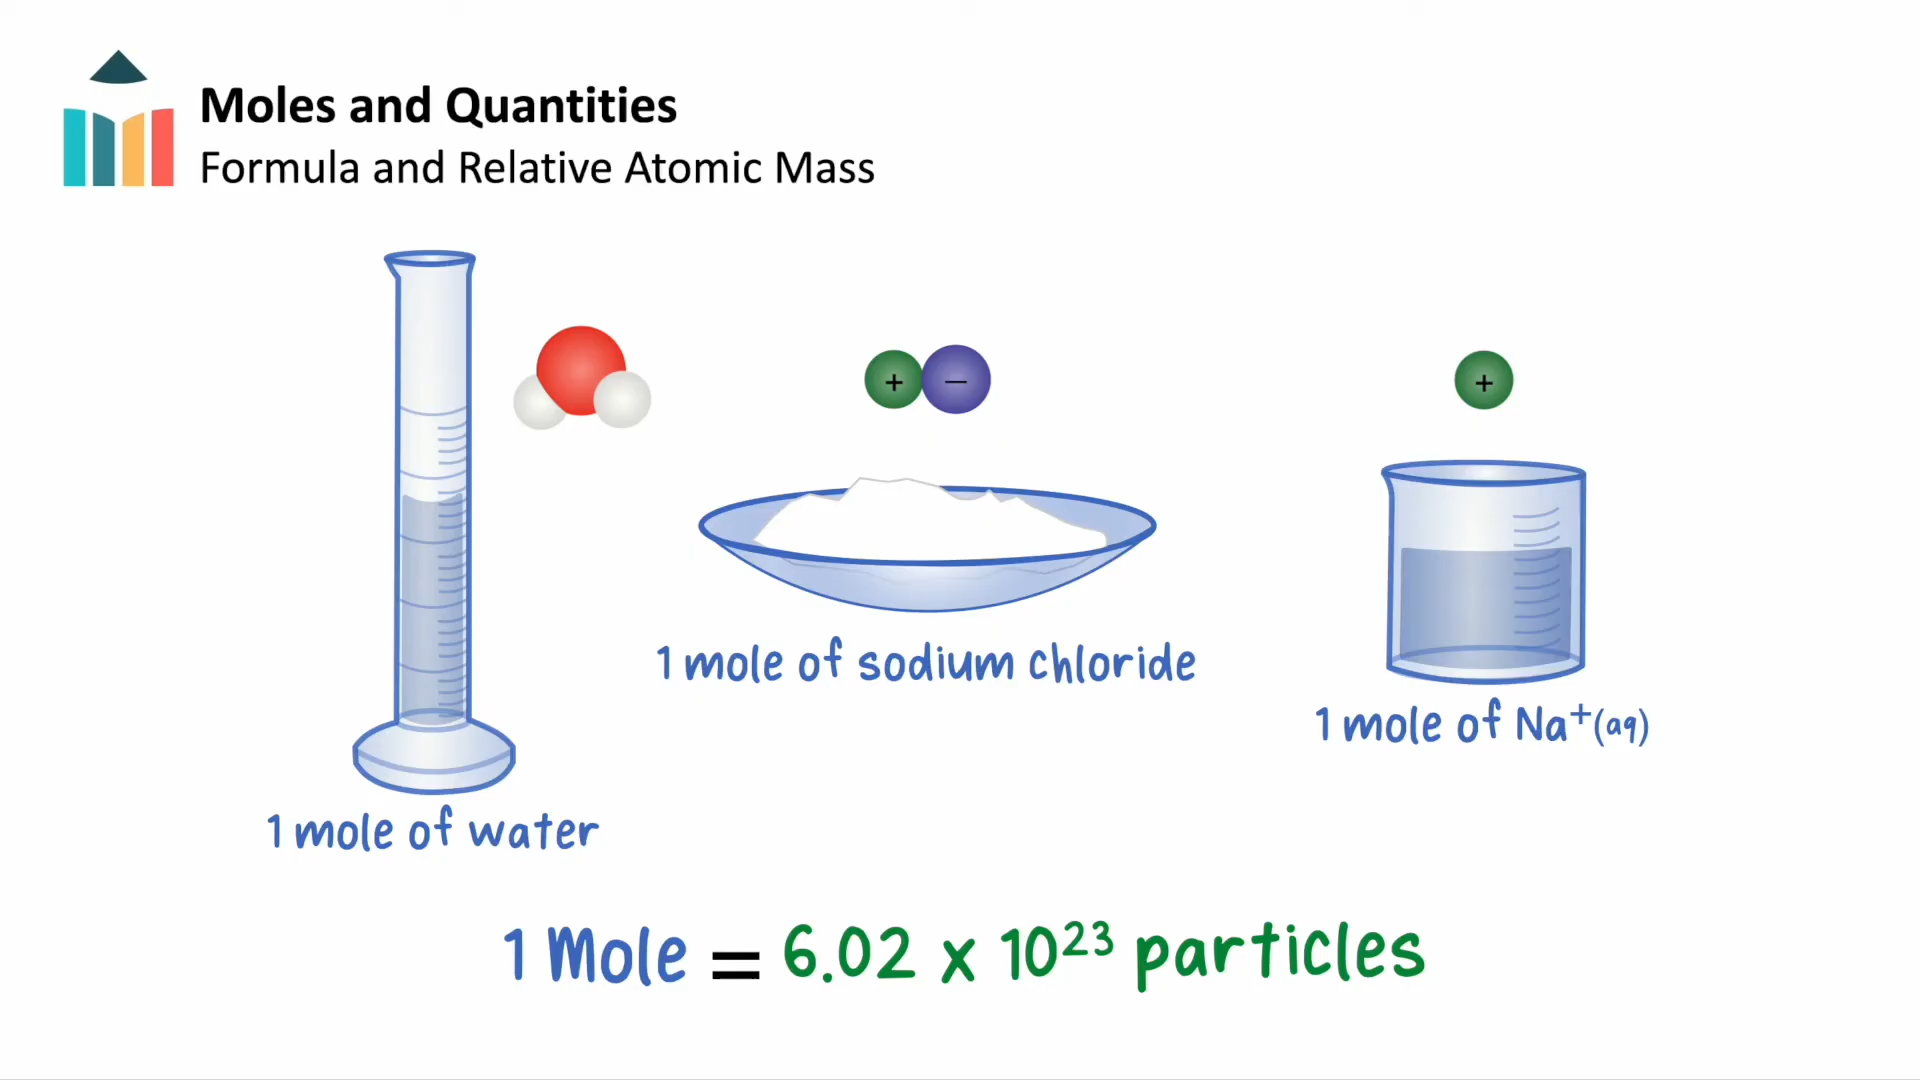 Moles and Quantities
Formula and Relative Atomic Mass
+ −
+
1 mole of sodium chloride
1 mole of Na⁺(aq)
1 mole of water
1 Mole = 6.02 x 10²³ particles